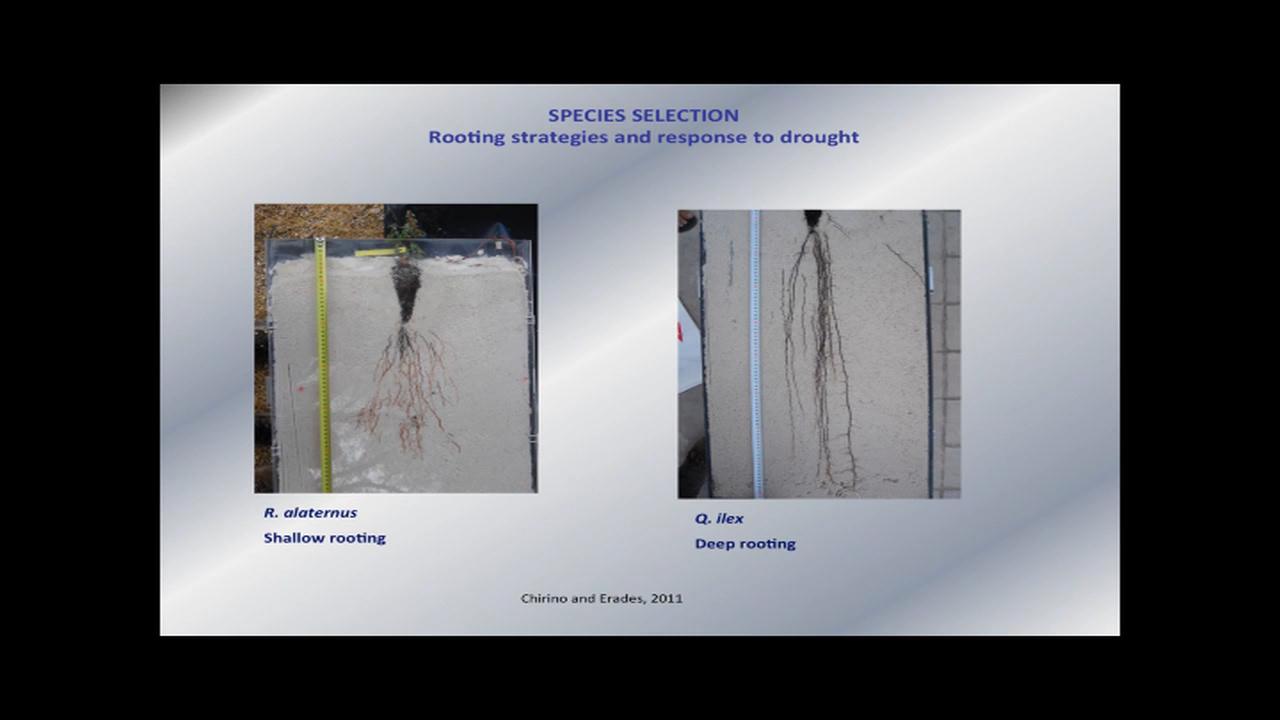 SPECIES SELECTION
Rooting strategies and response to drought
R. alaternus
Shallow rooting
Q. ilex
Deep rooting
Chirino and Erades, 2011